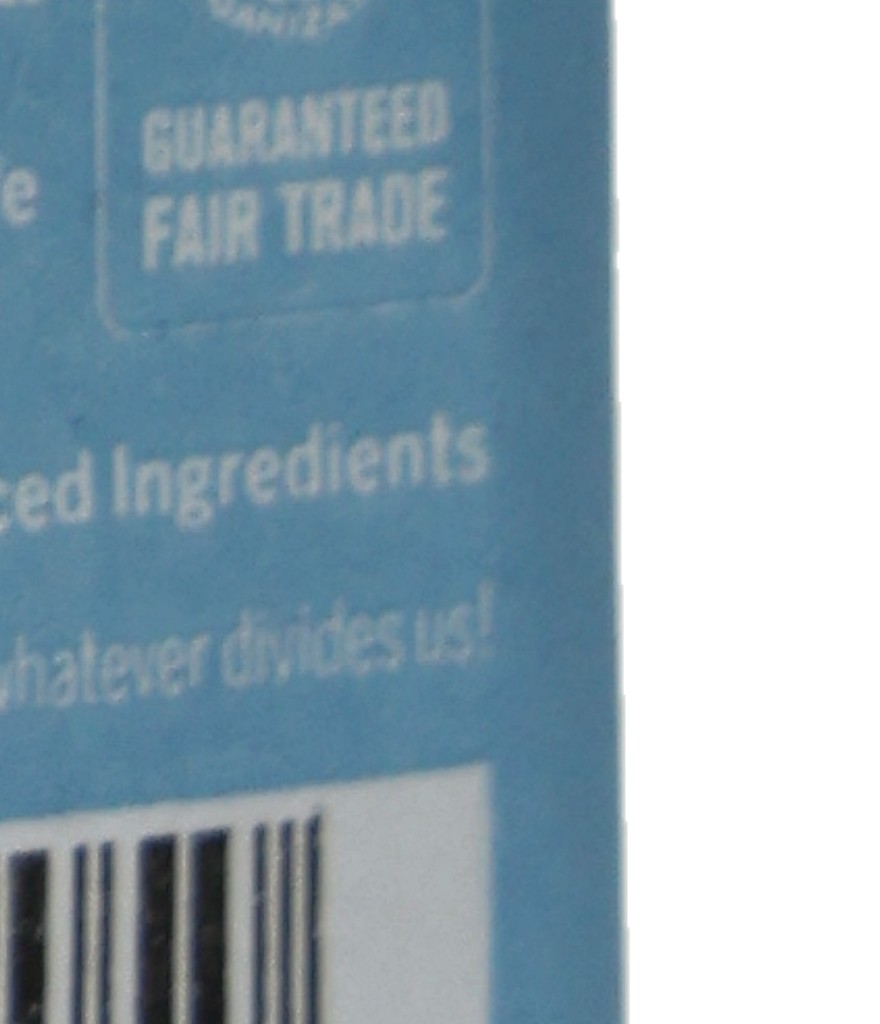 GUARANTEED
FAIR TRADE
ced Ingredients
whatever divides us!